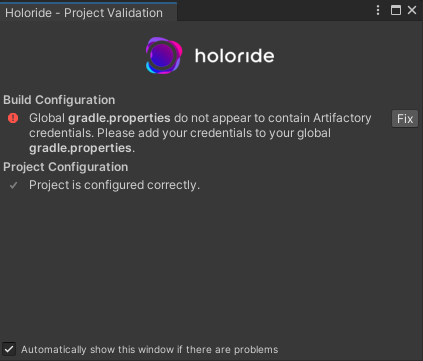 Holoride - Project Validation
holoride
Build Configuration
Global gradle.properties do not appear to contain Artifactory
credentials. Please add your credentials to your global
gradle.properties.
Fix
Project Configuration
Project is configured correctly.
Automatically show this window if there are problems